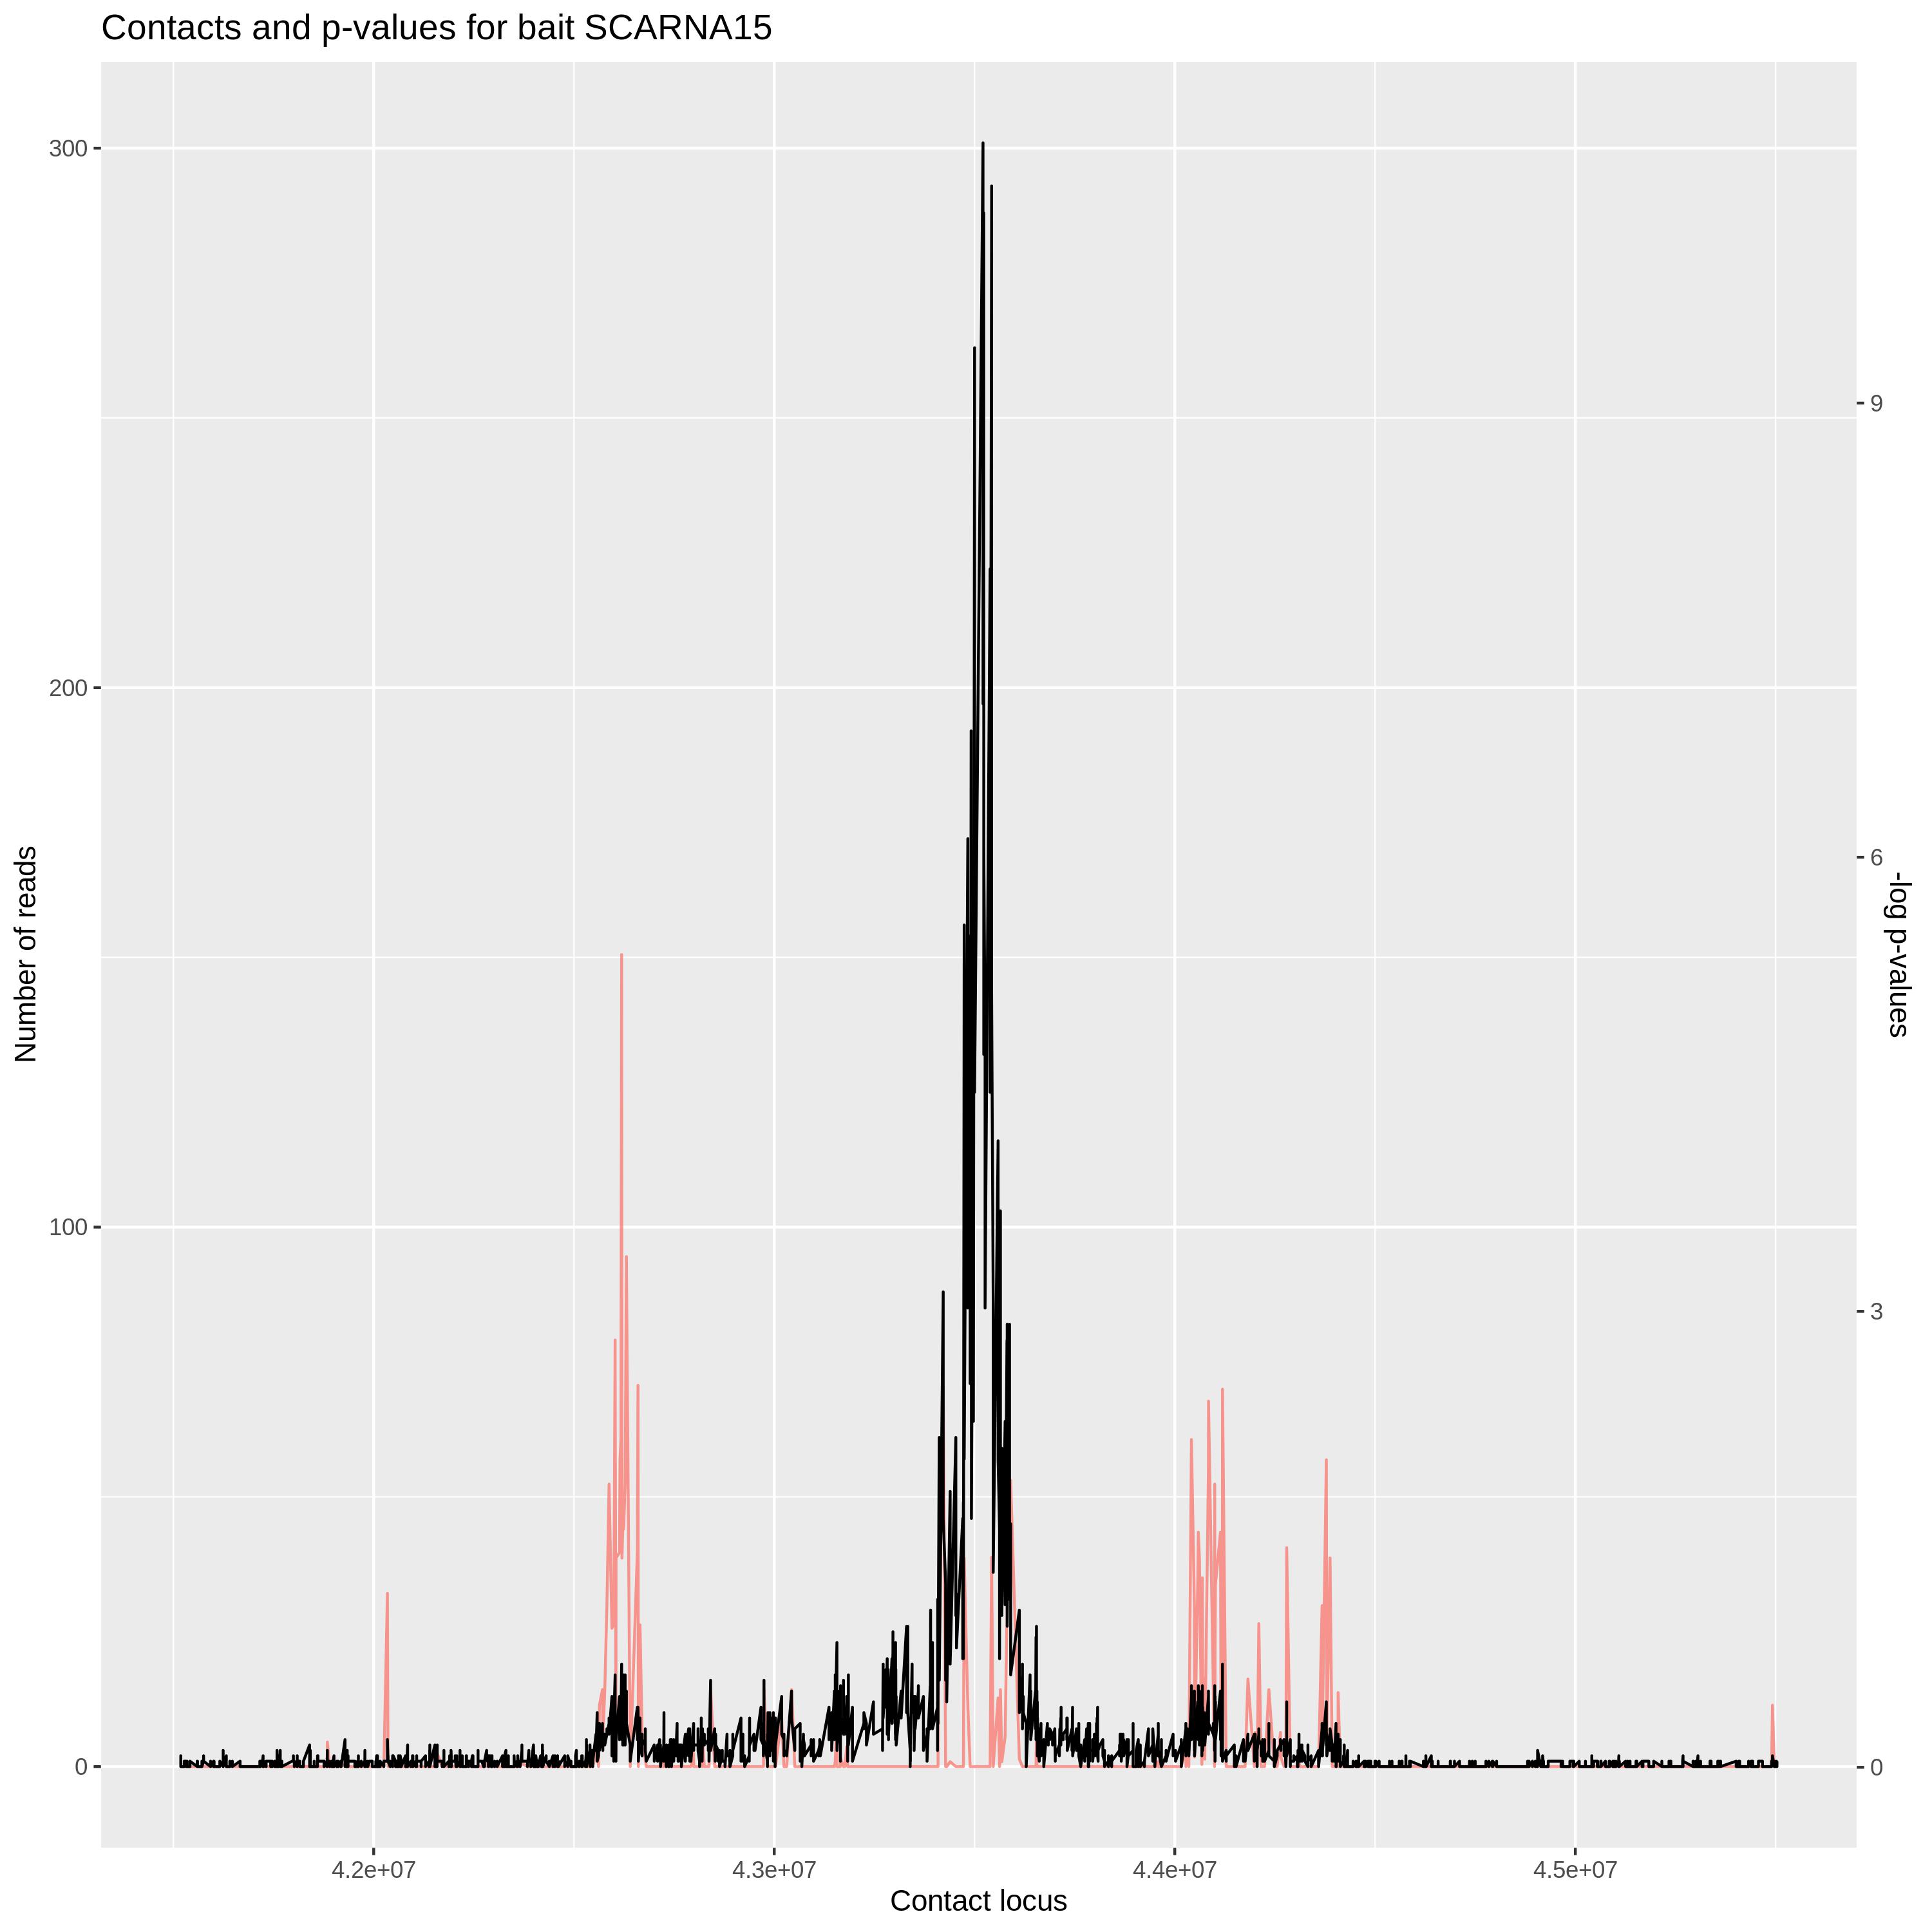 Contacts and p-values for bait SCARNA15
300
200
100
0
Number of reads
9
6
3
0
-log p-values
4.2e+07
4.3e+07
4.4e+07
4.5e+07
Contact locus